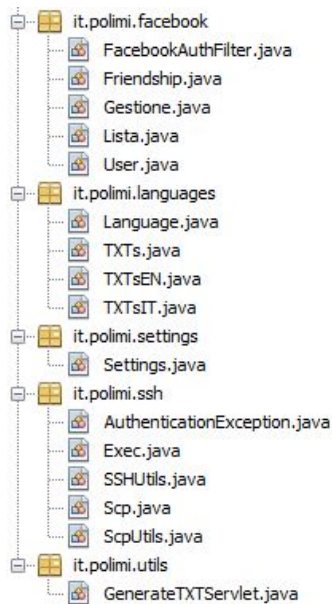 it.polimi.facebook
FacebookAuthFilter.java
Friendship.java
Gestione.java
Lista.java
User.java
it.polimi.languages
Language.java
TXTs.java
TXTsEN.java
TXTsIT.java
it.polimi.settings
Settings.java
it.polimi.ssh
AuthenticationException.java
Exec.java
SSHUtils.java
Scp.java
ScpUtils.java
it.polimi.utils
GenerateTXTServlet.java